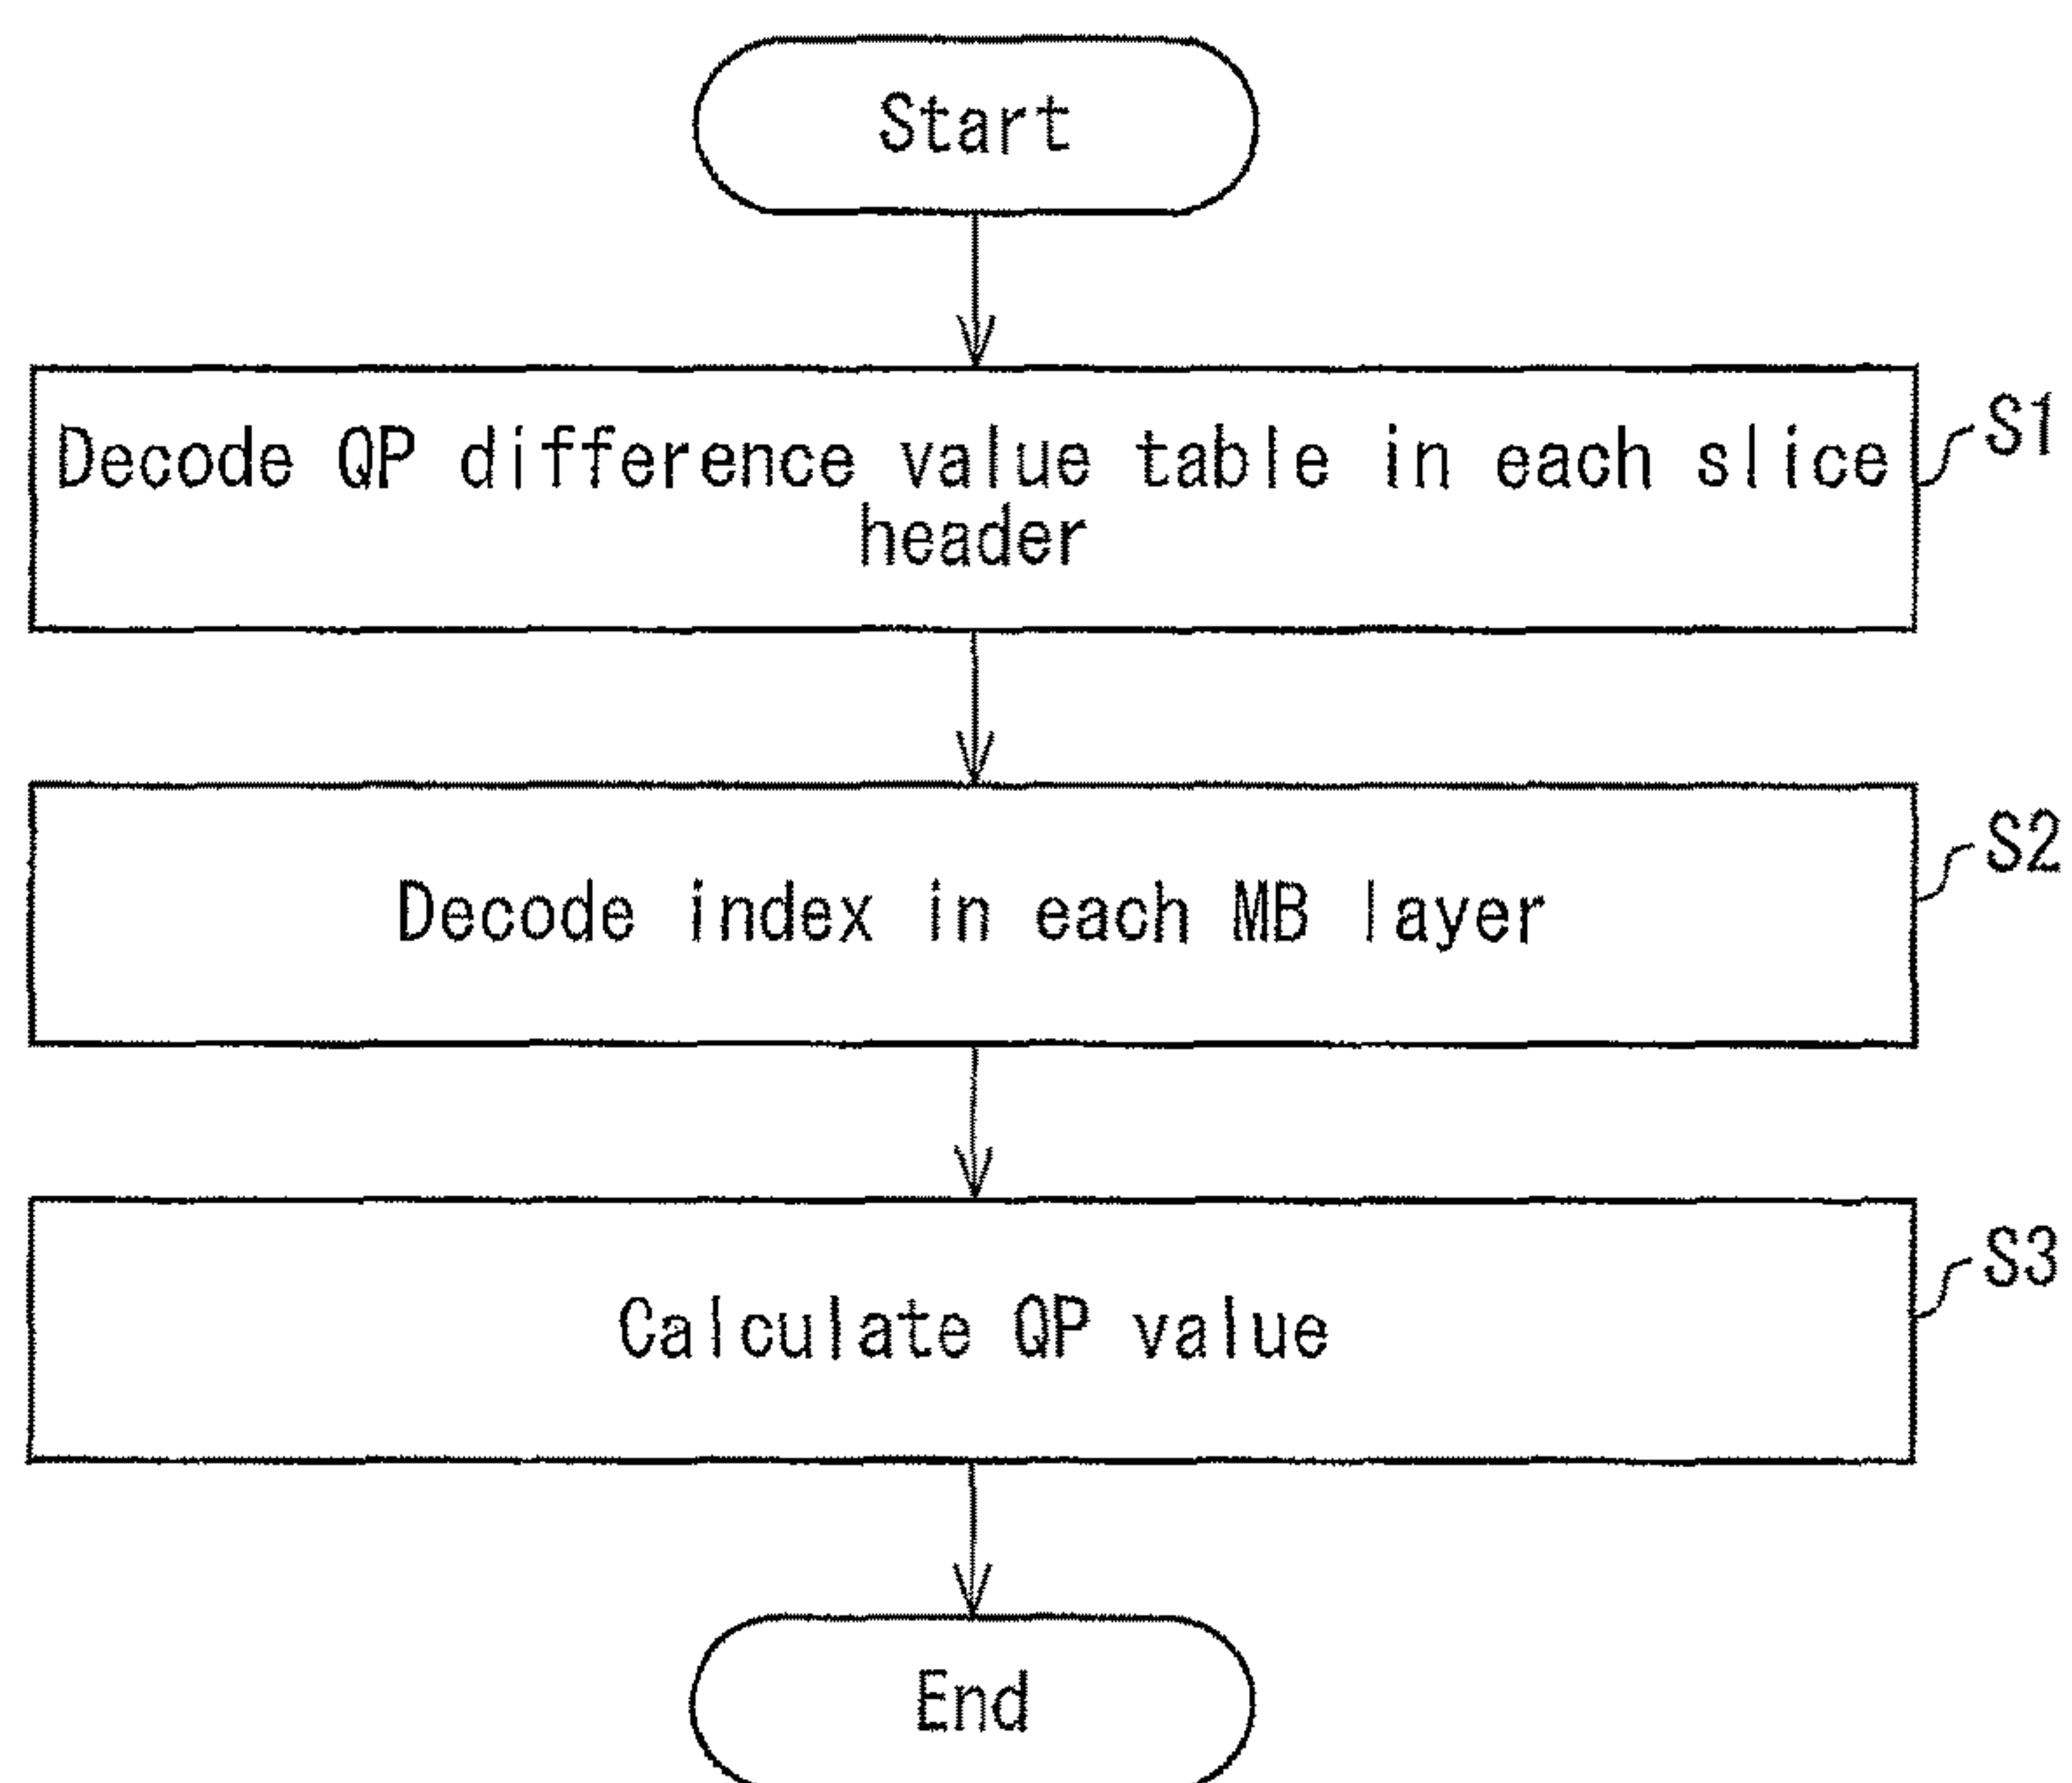 Start
Decode QP difference value table in each slice
header
S1
Decode index in each MB layer
S2
Calculate QP value
S3
End